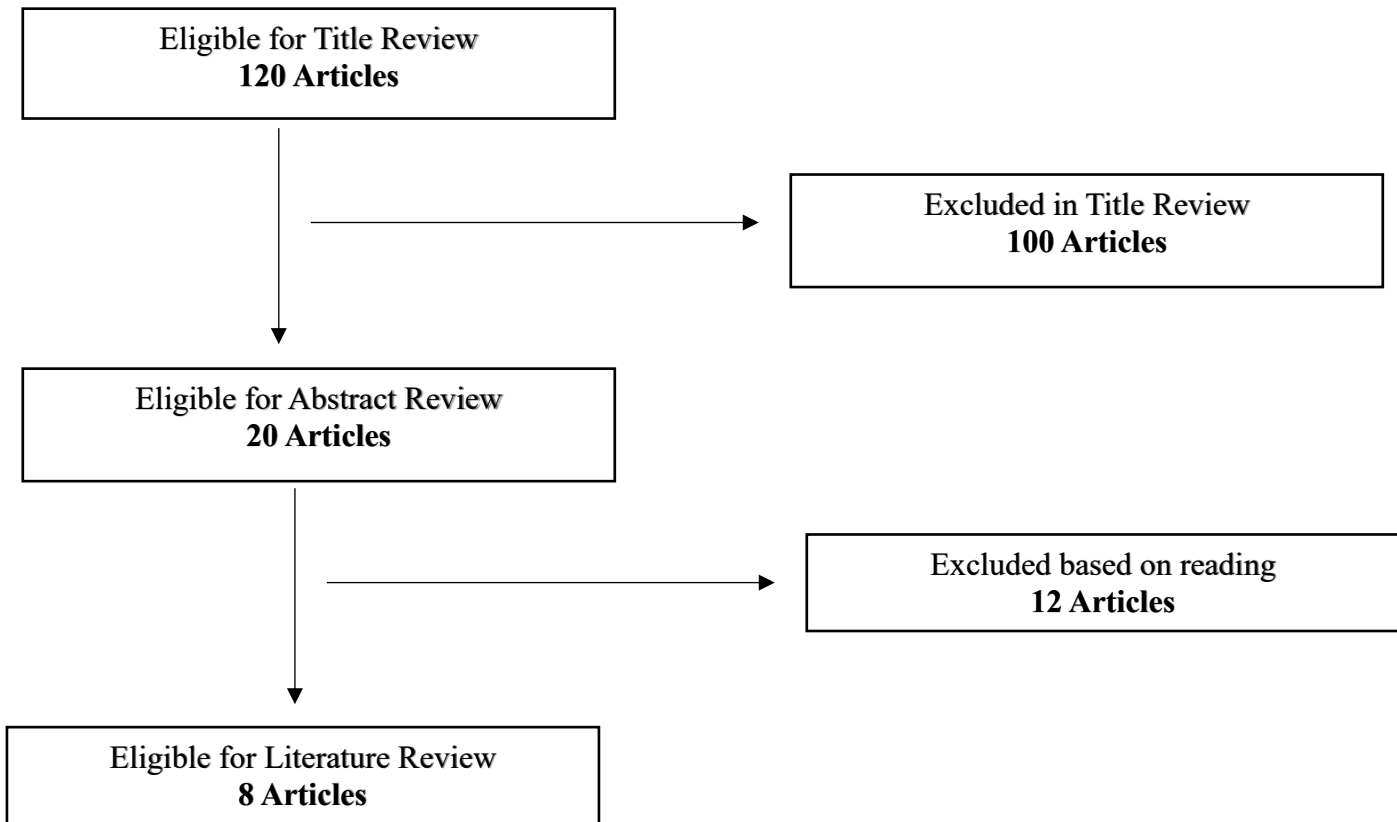 Eligible for Title Review
120 Articles
Excluded in Title Review
100 Articles
Eligible for Abstract Review
20 Articles
Excluded based on reading
12 Articles
Eligible for Literature Review
8 Articles